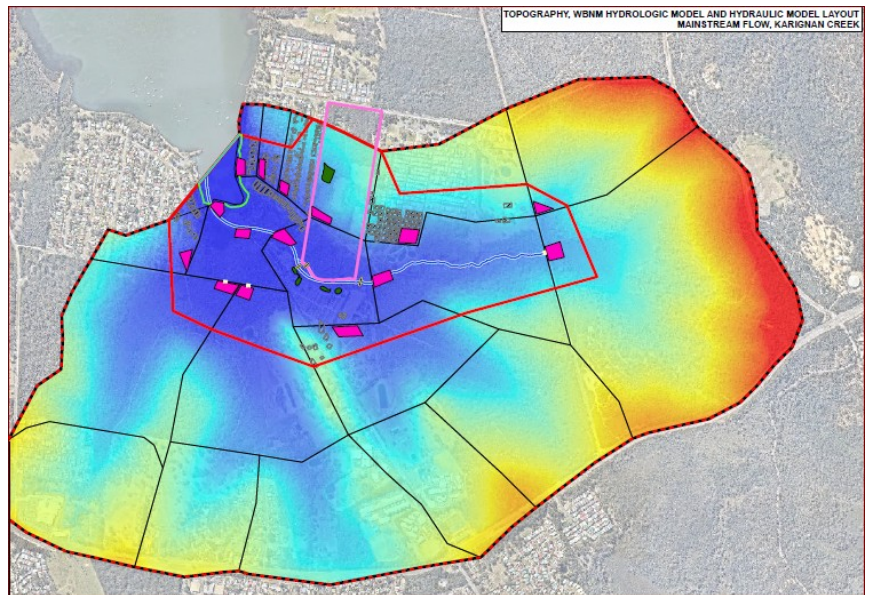 TOPOGRAPHY, WBNM HYDROLOGIC MODEL AND HYDRAULIC MODEL LAYOUT
MAINSTREAM FLOW, KARIGNAN CREEK